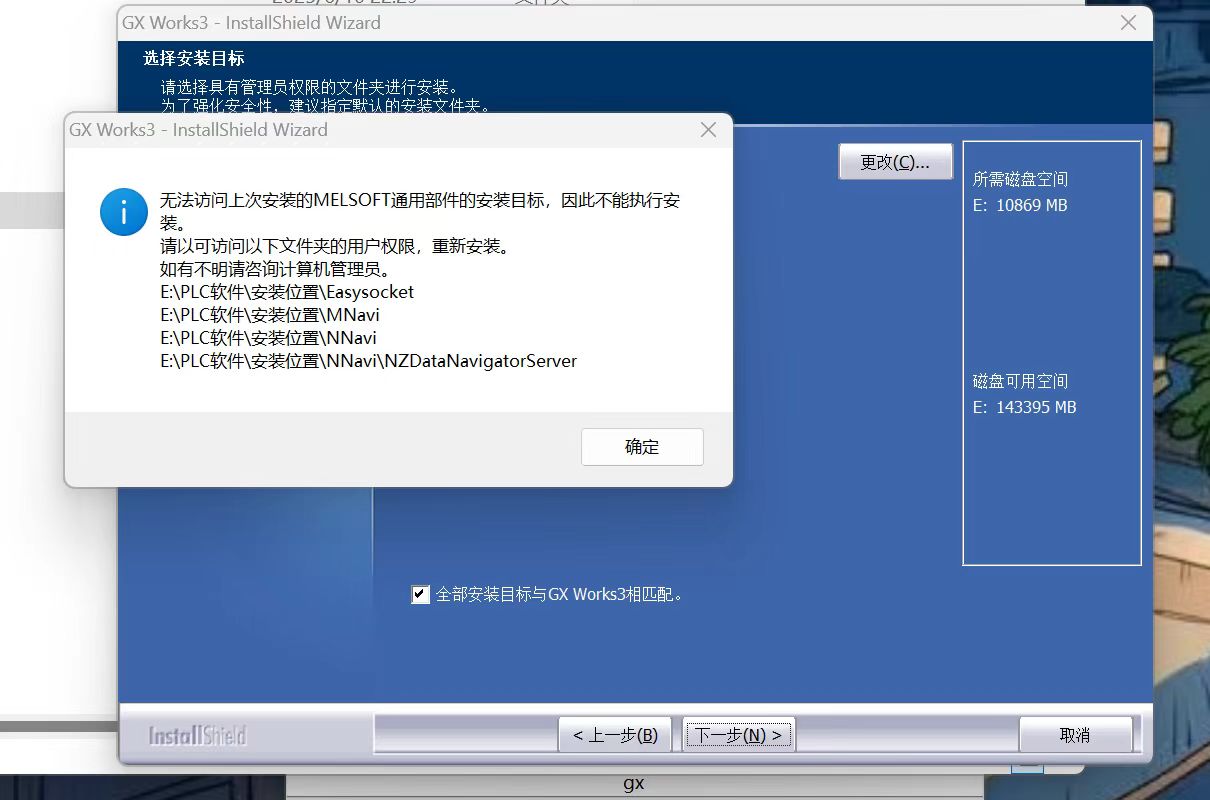 GX Works3 - InstallShield Wizard
选择安装目标
请选择具有管理员权限的文件夹进行安装。
为了强化安全性，建议指定默认的安装文件夹。
GX Works3 - InstallShield Wizard
无法访问上次安装的MELSOFT通用部件的安装目标，因此不能执行安
装。
请以可访问以下文件夹的用户权限，重新安装。
如有不明请咨询计算机管理员。
E:\PLC软件\安装位置\Easysocket
E:\PLC软件\安装位置\MNavi
E:\PLC软件\安装位置\NNavi
E:\PLC软件\安装位置\NNavi\NZDataNavigatorServer
确定
更改(C)...
所需磁盘空间
E: 10869 MB
磁盘可用空间
E: 143395 MB
全部安装目标与GX Works3相匹配。
InstallShield
< 上一步(B)
下一步(N) >
取消
gx